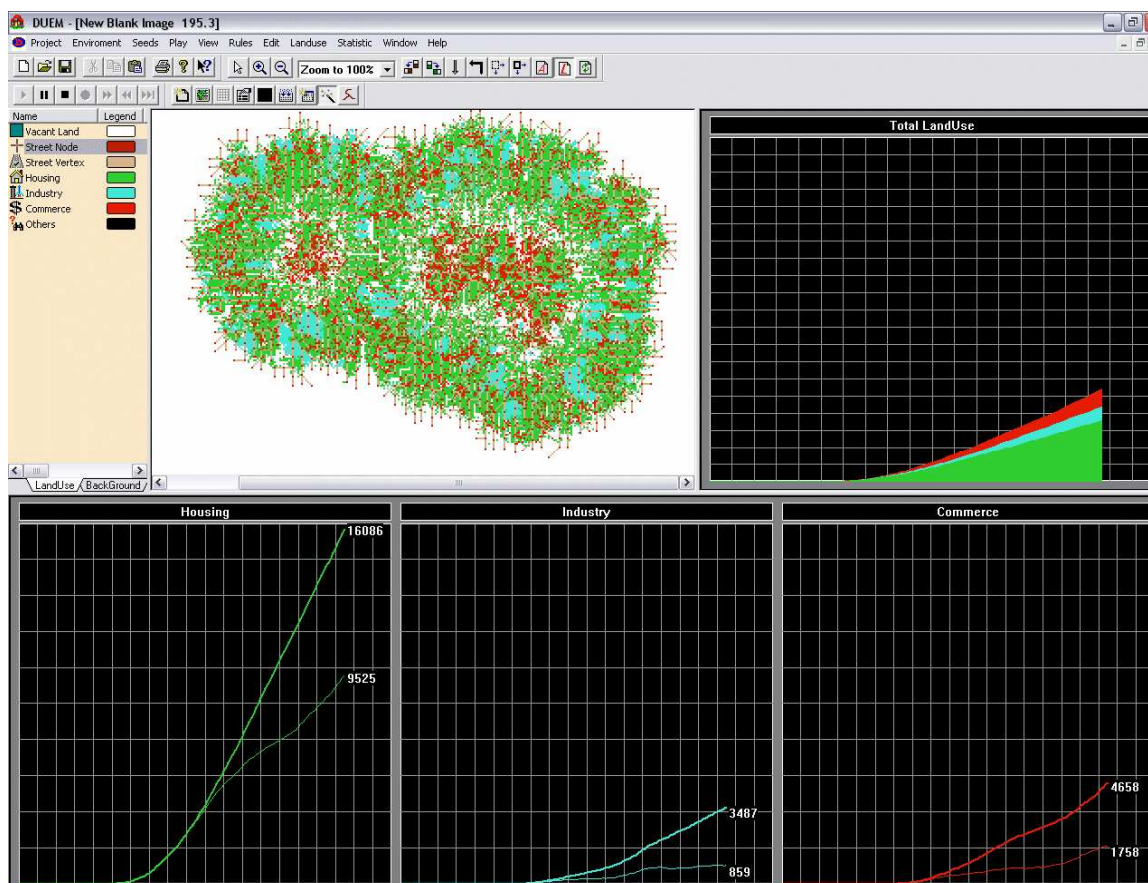 DUEM - [New Blank Image 195.3]
Project Enviroment Seeds Play View Rules Edit Landuse Statistic Window Help
Zoom to 100%
Name Legend
Vacant Land
Street Node
Street Vertex
Housing
Industry
Commerce
Others
LandUse BackGround
Total LandUse
Housing
16086
9525
Industry
3487
859
Commerce
4658
1758